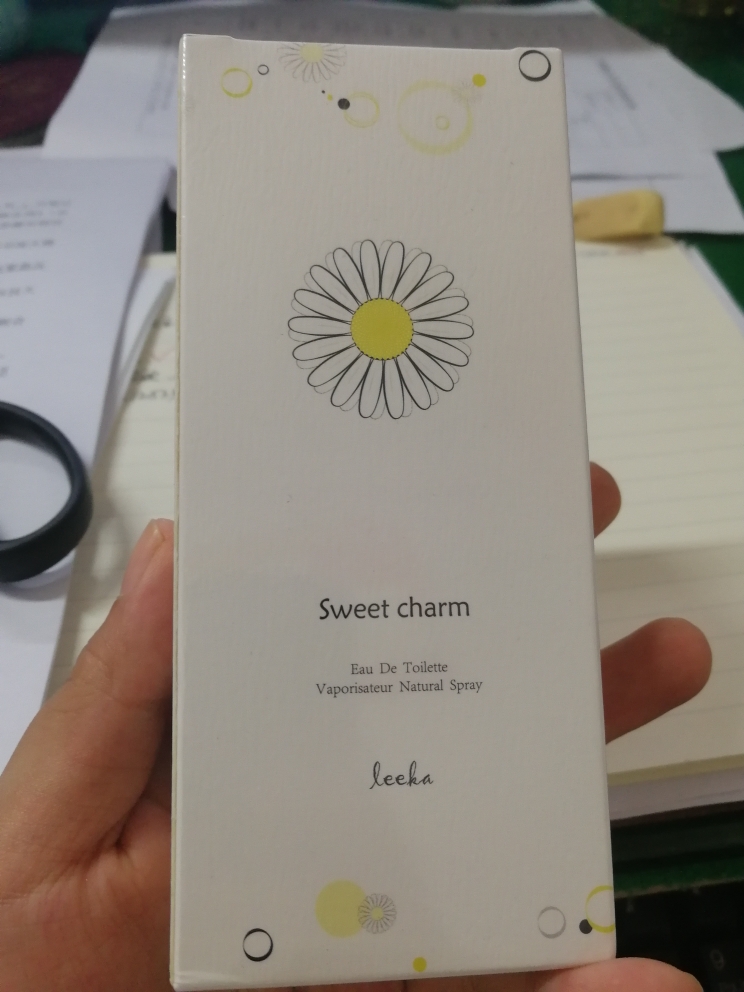 Sweet charm
Eau De Toilette
Vaporisateur Natural Spray
leeka